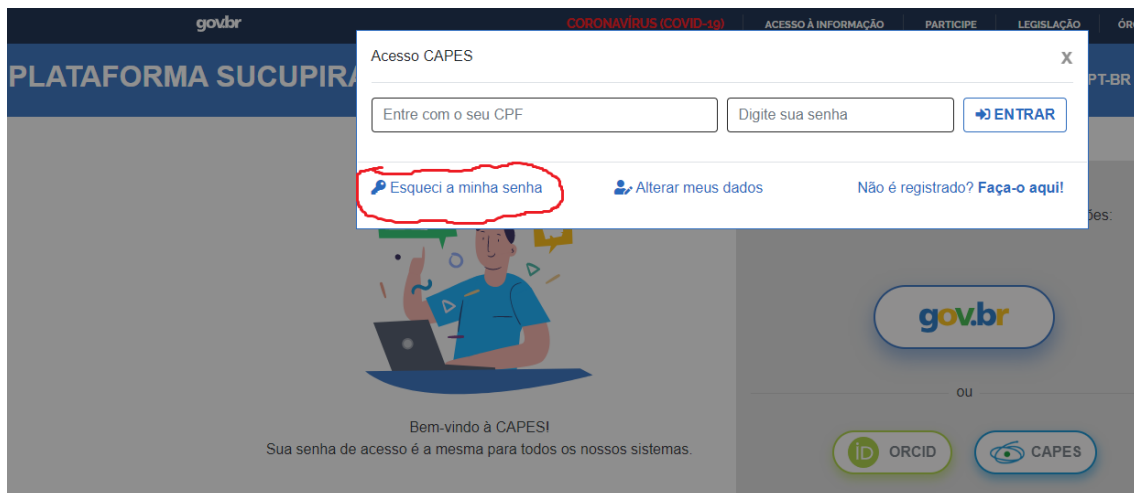 gov.br
CORONAVÍRUS (COVID-19)
ACESSO À INFORMAÇÃO
PARTICIPE
LEGISLAÇÃO
PLATAFORMA SUCUPIRA
PT-BR
Acesso CAPES
X
Entre com o seu CPF
Digite sua senha
ENTRAR
Esqueci a minha senha
Alterar meus dados
Não é registrado? Faça-o aqui!
gov.br
ou
Bem-vindo à CAPES!
Sua senha de acesso é a mesma para todos os nossos sistemas.
iD ORCID
CAPES